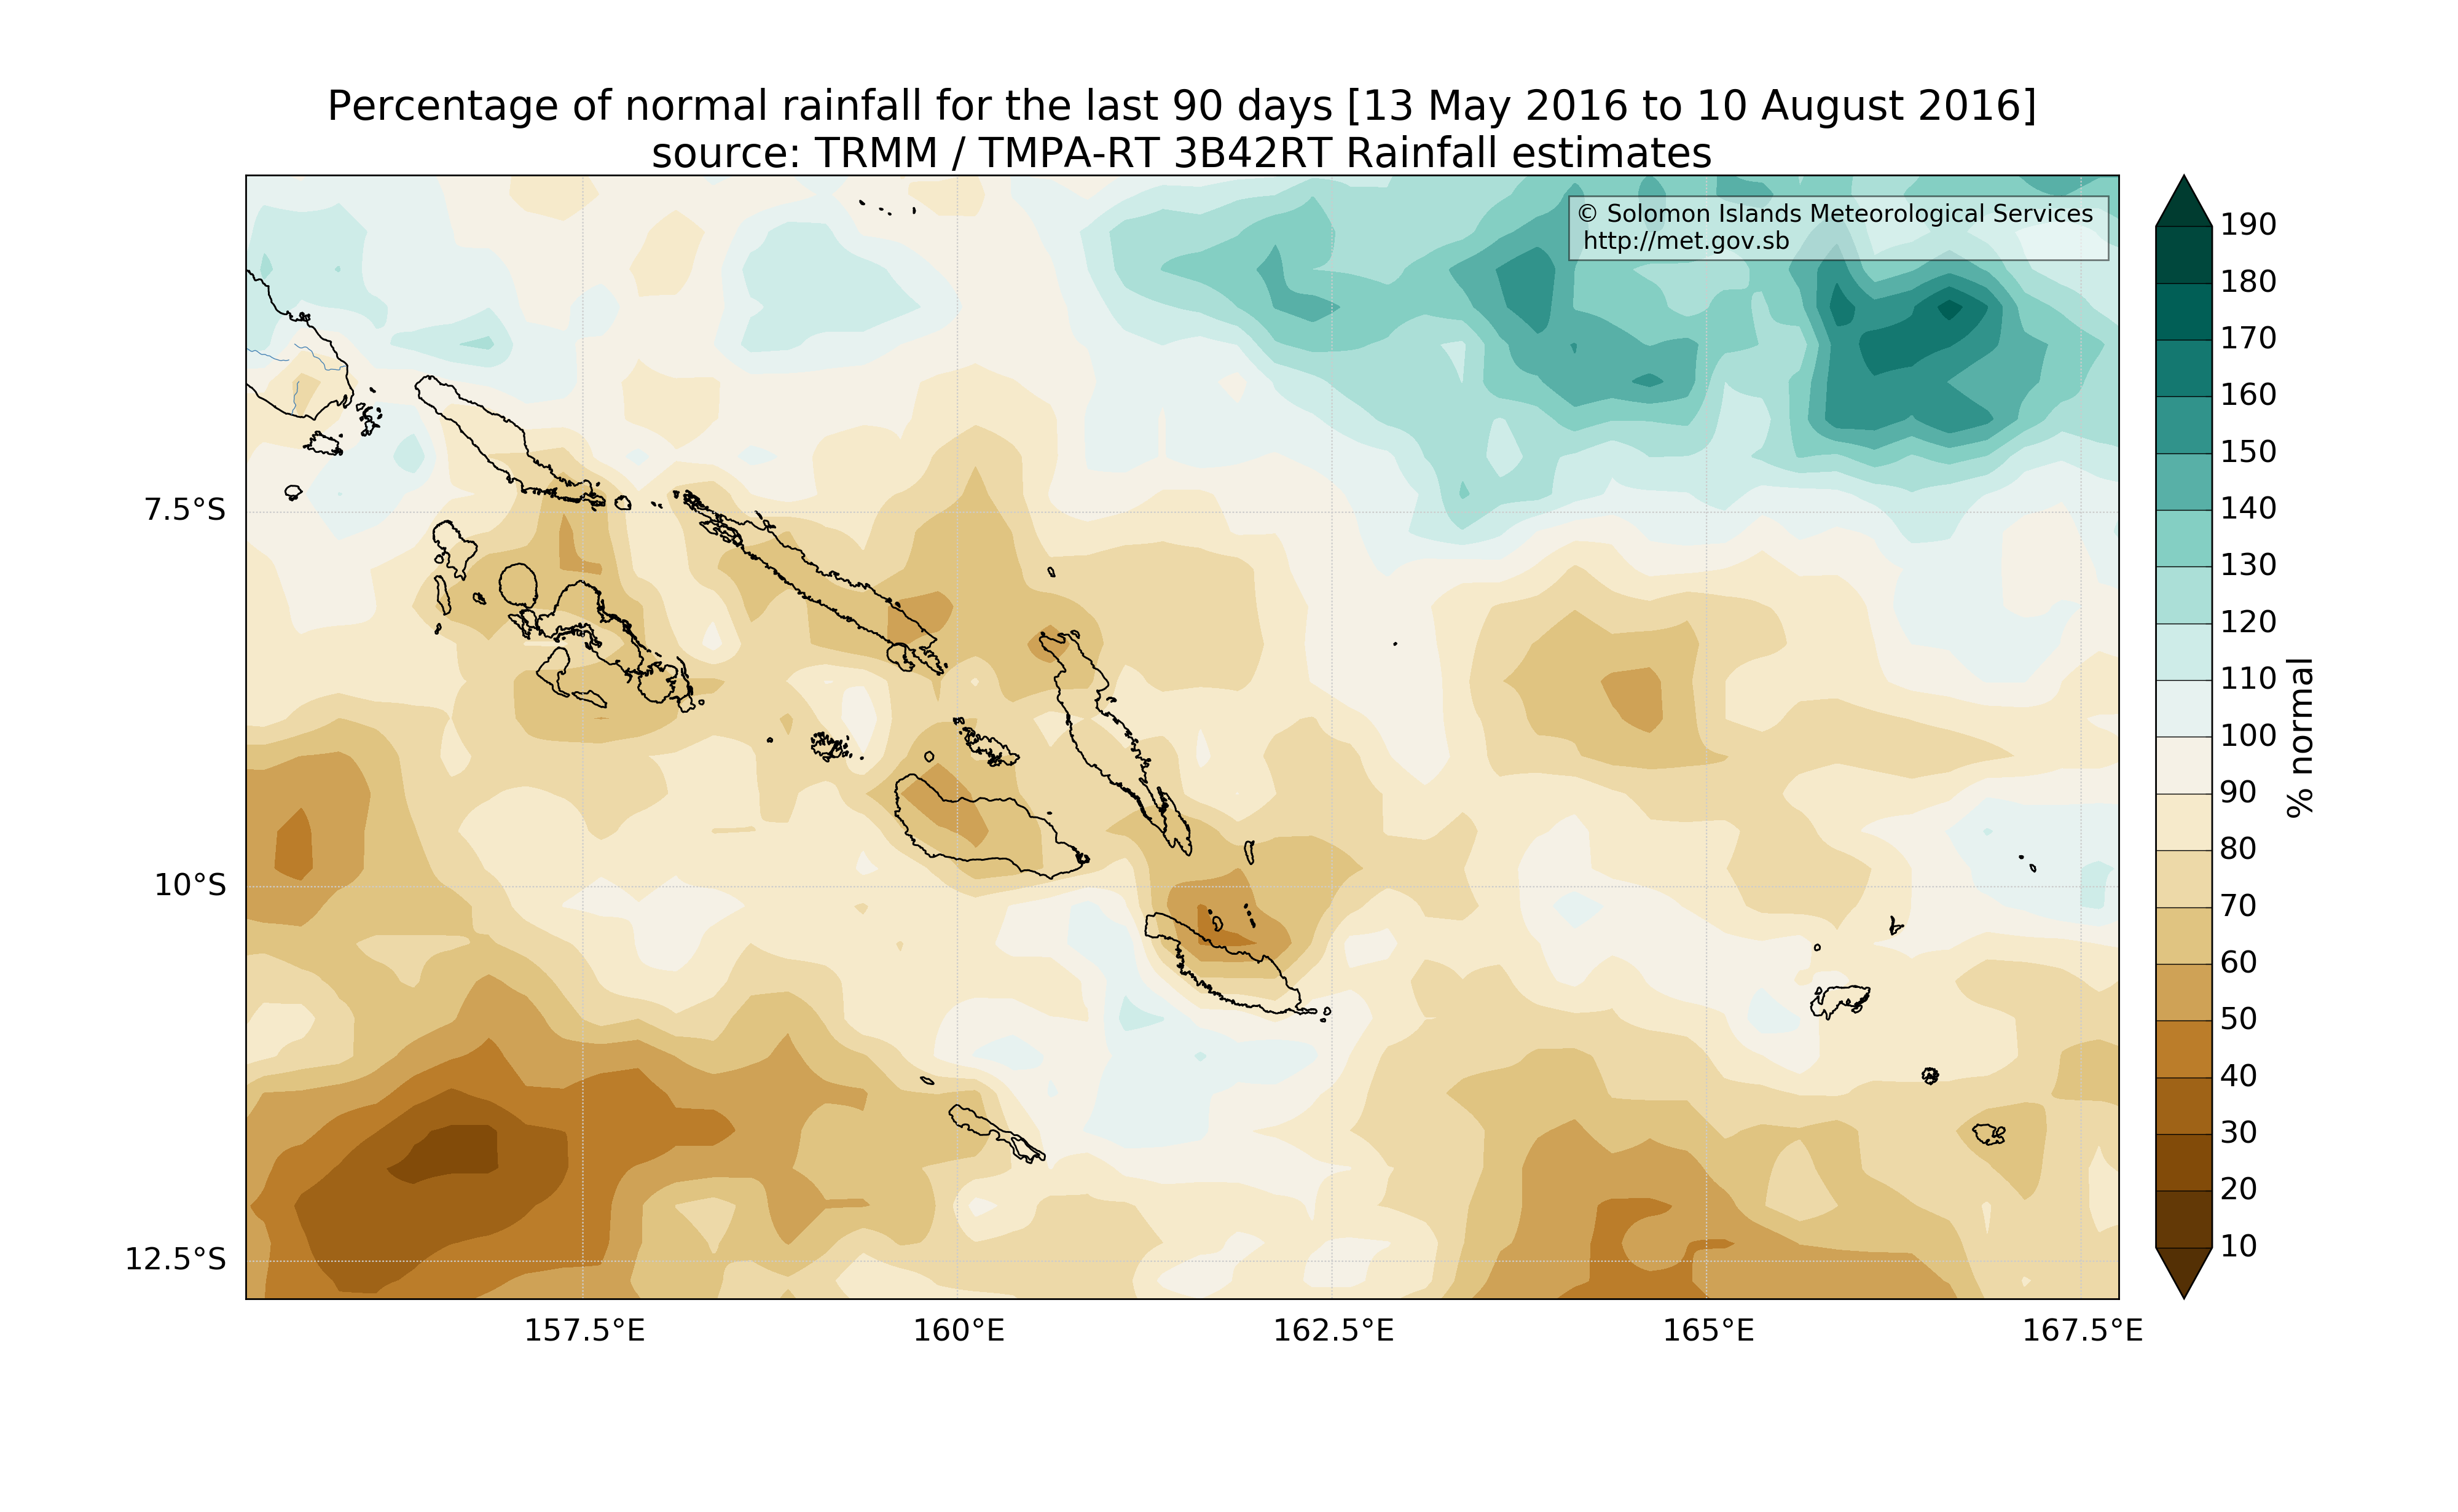 Percentage of normal rainfall for the last 90 days [13 May 2016 to 10 August 2016]
source: TRMM / TMPA-RT 3B42RT Rainfall estimates
© Solomon Islands Meteorological Services
http://met.gov.sb
7.5°S
10°S
12.5°S
157.5°E
160°E
162.5°E
165°E
167.5°E
190
180
170
160
150
140
130
120
110
100
90
80
70
60
50
40
30
20
10
% normal